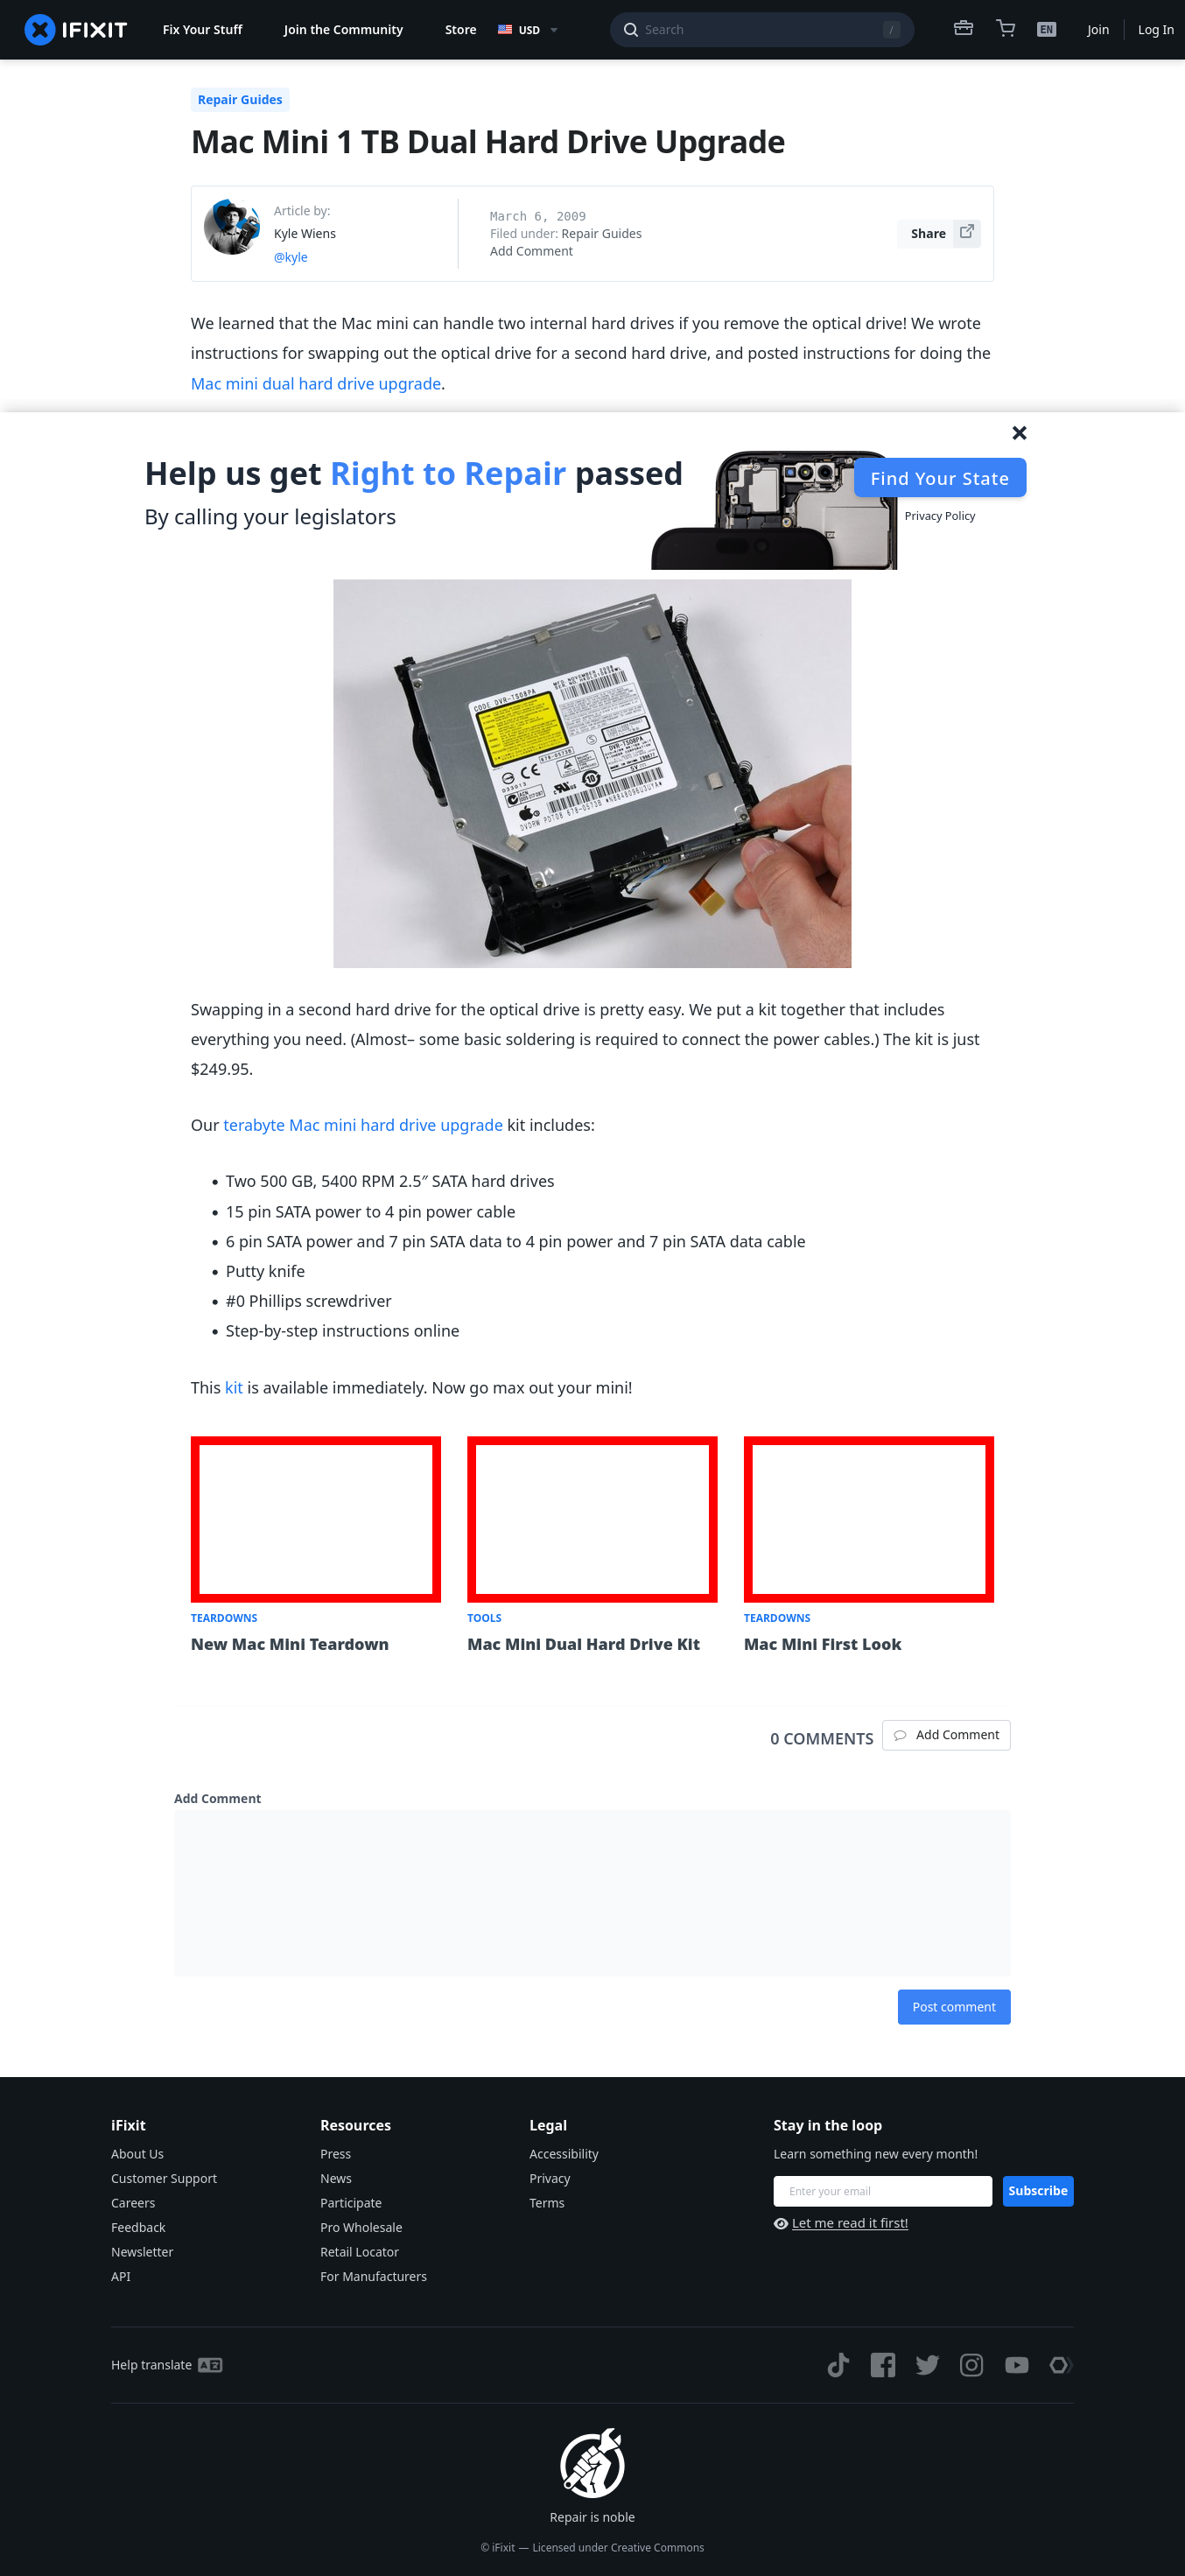 IFIXIT Fix Your Stuff Join the Community Store USD Search / EN Join Log In
Repair Guides
Mac Mini 1 TB Dual Hard Drive Upgrade
Article by:
Kyle Wiens
@kyle
March 6, 2009
Filed under: Repair Guides
Add Comment
Share
We learned that the Mac mini can handle two internal hard drives if you remove the optical drive! We wrote
instructions for swapping out the optical drive for a second hard drive, and posted instructions for doing the
Mac mini dual hard drive upgrade.
Help us get Right to Repair passed
By calling your legislators
Find Your State
Privacy Policy
CODE DVR-TS08PA
MFD NOVEMBER 2008
DVR-TS08PA
678-0573B
DVDRW PDT08 678-0573B
Swapping in a second hard drive for the optical drive is pretty easy. We put a kit together that includes
everything you need. (Almost– some basic soldering is required to connect the power cables.) The kit is just
$249.95.
Our terabyte Mac mini hard drive upgrade kit includes:
• Two 500 GB, 5400 RPM 2.5″ SATA hard drives
• 15 pin SATA power to 4 pin power cable
• 6 pin SATA power and 7 pin SATA data to 4 pin power and 7 pin SATA data cable
• Putty knife
• #0 Phillips screwdriver
• Step-by-step instructions online
This kit is available immediately. Now go max out your mini!
TEARDOWNS
New Mac Mini Teardown
TOOLS
Mac Mini Dual Hard Drive Kit
TEARDOWNS
Mac Mini First Look
0 COMMENTS Add Comment
Add Comment
Post comment
iFixit
About Us
Customer Support
Careers
Feedback
Newsletter
API
Resources
Press
News
Participate
Pro Wholesale
Retail Locator
For Manufacturers
Legal
Accessibility
Privacy
Terms
Stay in the loop
Learn something new every month!
Enter your email Subscribe
Let me read it first!
Help translate
Repair is noble
© iFixit — Licensed under Creative Commons